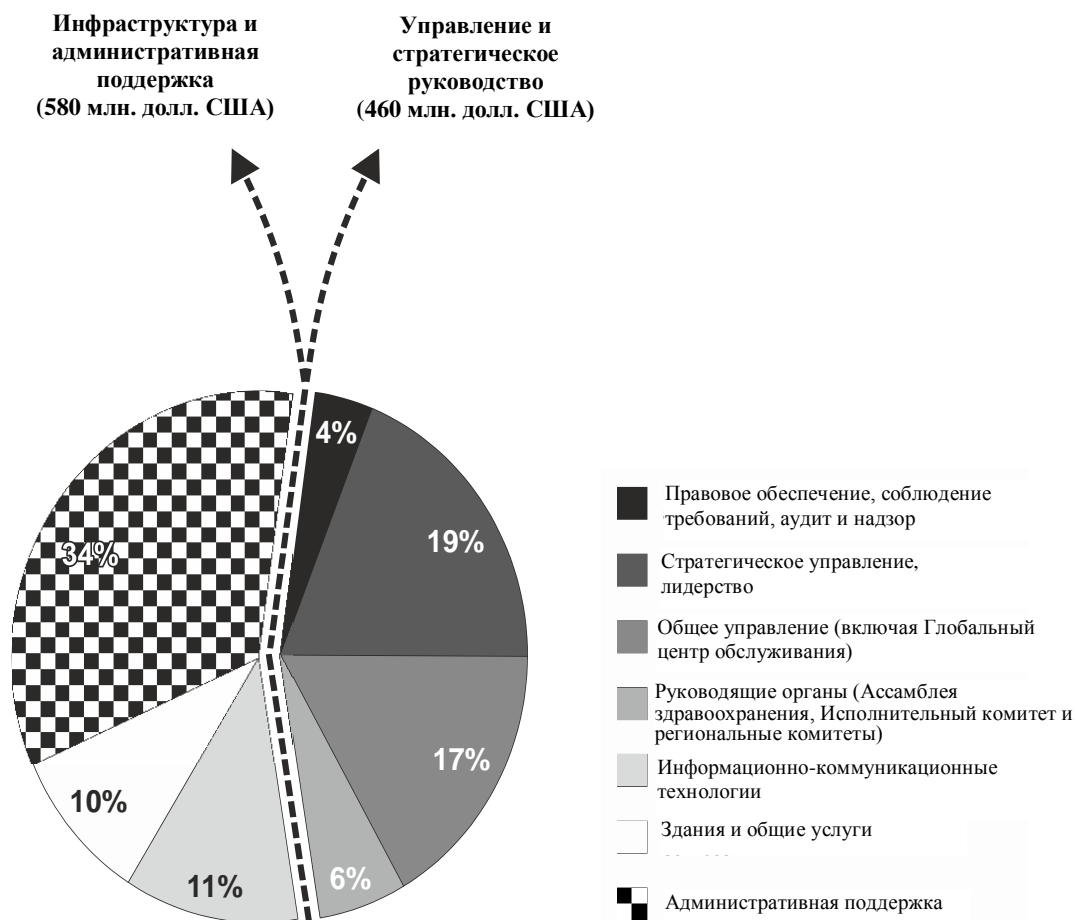 Инфраструктура и
административная
поддержка
(580 млн. долл. США)
Управление и
стратегическое
руководство
(460 млн. долл. США)
4%
19%
34%
17%
10%
11%
6%
Правовое обеспечение, соблюдение
требований, аудит и надзор
Стратегическое управление,
лидерство
Общее управление (включая Глобальный
центр обслуживания)
Руководящие органы (Ассамблея
здравоохранения, Исполнительный комитет и
региональные комитеты)
Информационно-коммуникационные
технологии
Здания и общие услуги
Административная поддержка